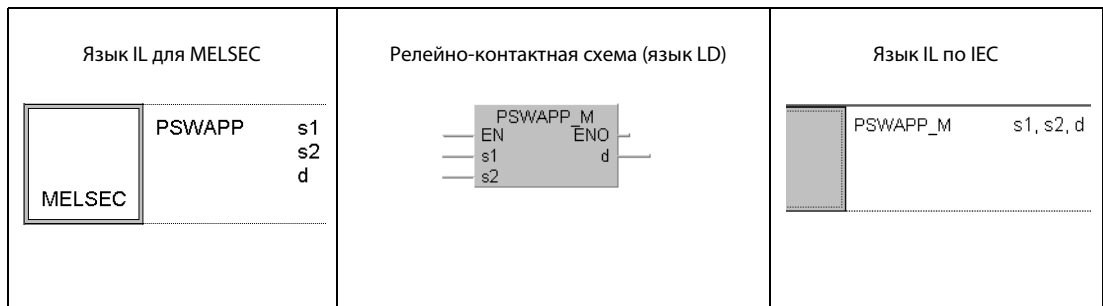 Язык IL для MELSEC
MELSEC
PSWAPP s1
s2
d
Релейно-контактная схема (язык LD)
PSWAPP_M
EN ENO
s1 d
s2
Язык IL по IEC
PSWAPP_M s1, s2, d